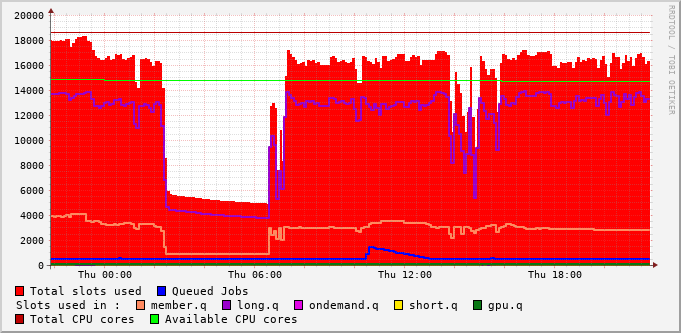 RRDTOOL / TOBI OETIKER
20000
18000
16000
14000
12000
10000
8000
6000
4000
2000
0
Thu 00:00 Thu 06:00 Thu 12:00 Thu 18:00
Total slots used Queued Jobs
Slots used in : member.q long.q ondemand.q short.q gpu.q
Total CPU cores Available CPU cores